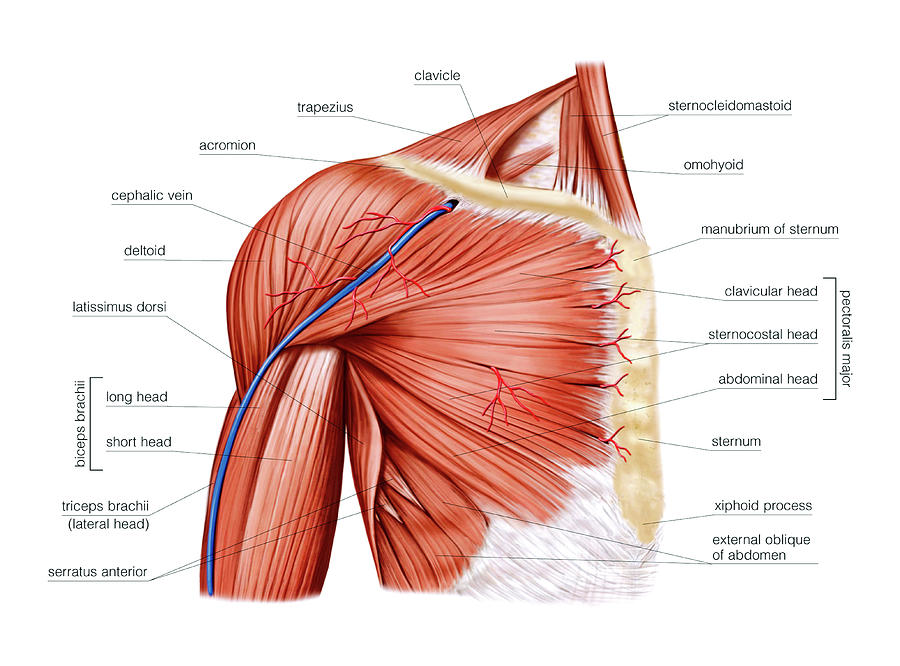 clavicle
trapezius
sternocleidomastoid
acromion
omohyoid
cephalic vein
manubrium of sternum
deltoid
clavicular head
latissimus dorsi
sternocostal head
pectoralis major
abdominal head
biceps brachii
long head
short head
sternum
triceps brachii
(lateral head)
xiphoid process
external oblique
of abdomen
serratus anterior